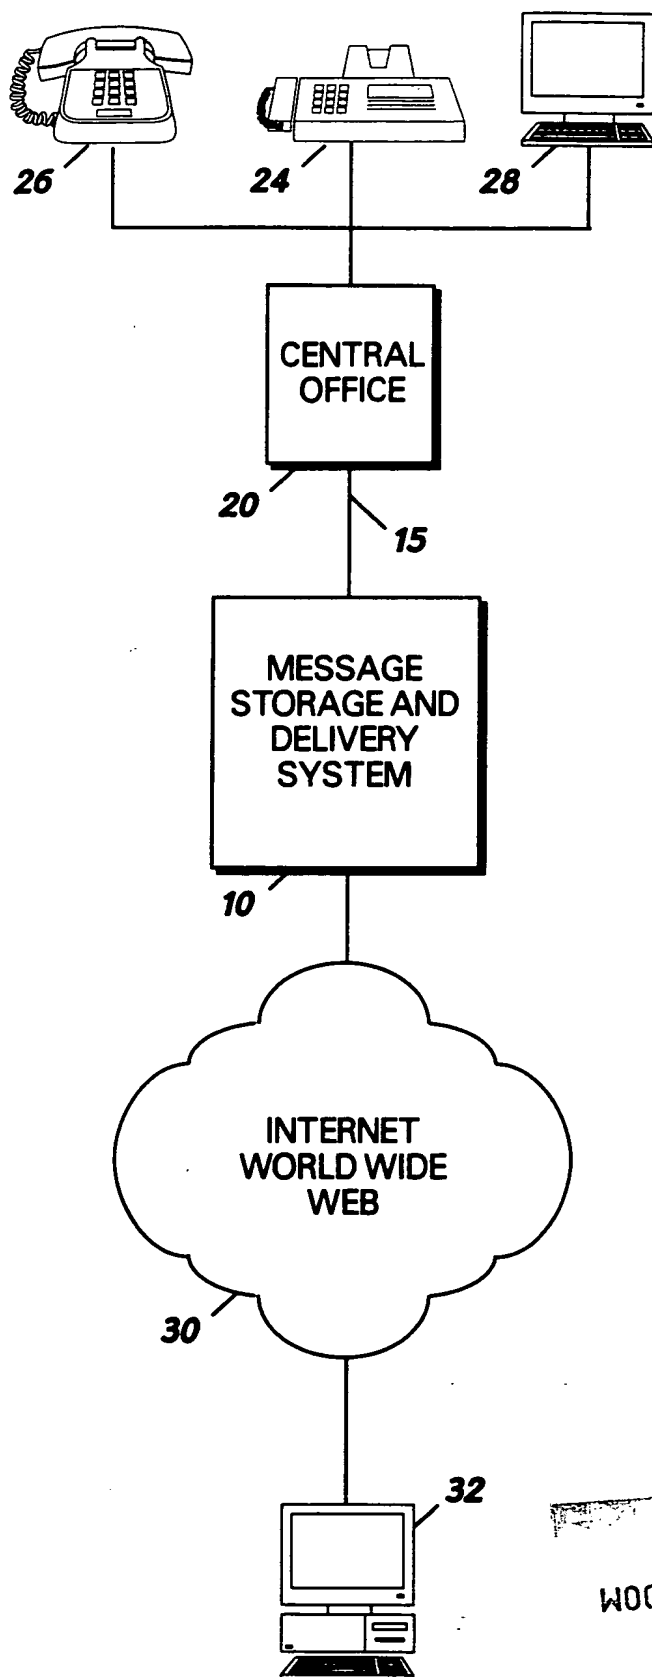 26
24
28
CENTRAL
OFFICE
20
15
MESSAGE
STORAGE AND
DELIVERY
SYSTEM
10
INTERNET
WORLD WIDE
WEB
30
32